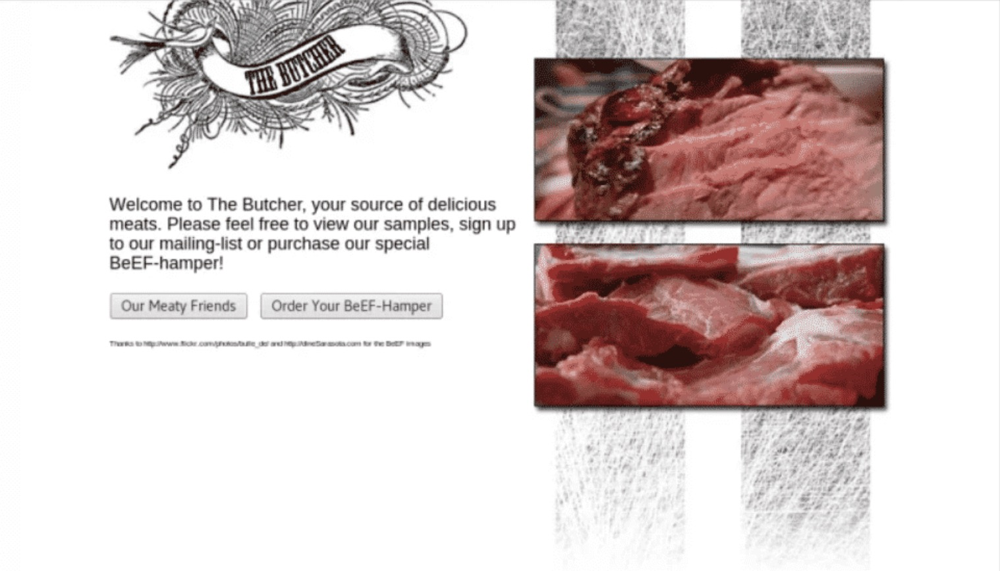 THE BUTCHER
Welcome to The Butcher, your source of delicious
meats. Please feel free to view our samples, sign up
to our mailing-list or purchase our special
BeEF-hamper!
Our Meaty Friends
Order Your BeEF-Hamper
Thanks to http://www.flickr.com/photos/bulle_de/ and http://dineSarasota.com for the BeEF images